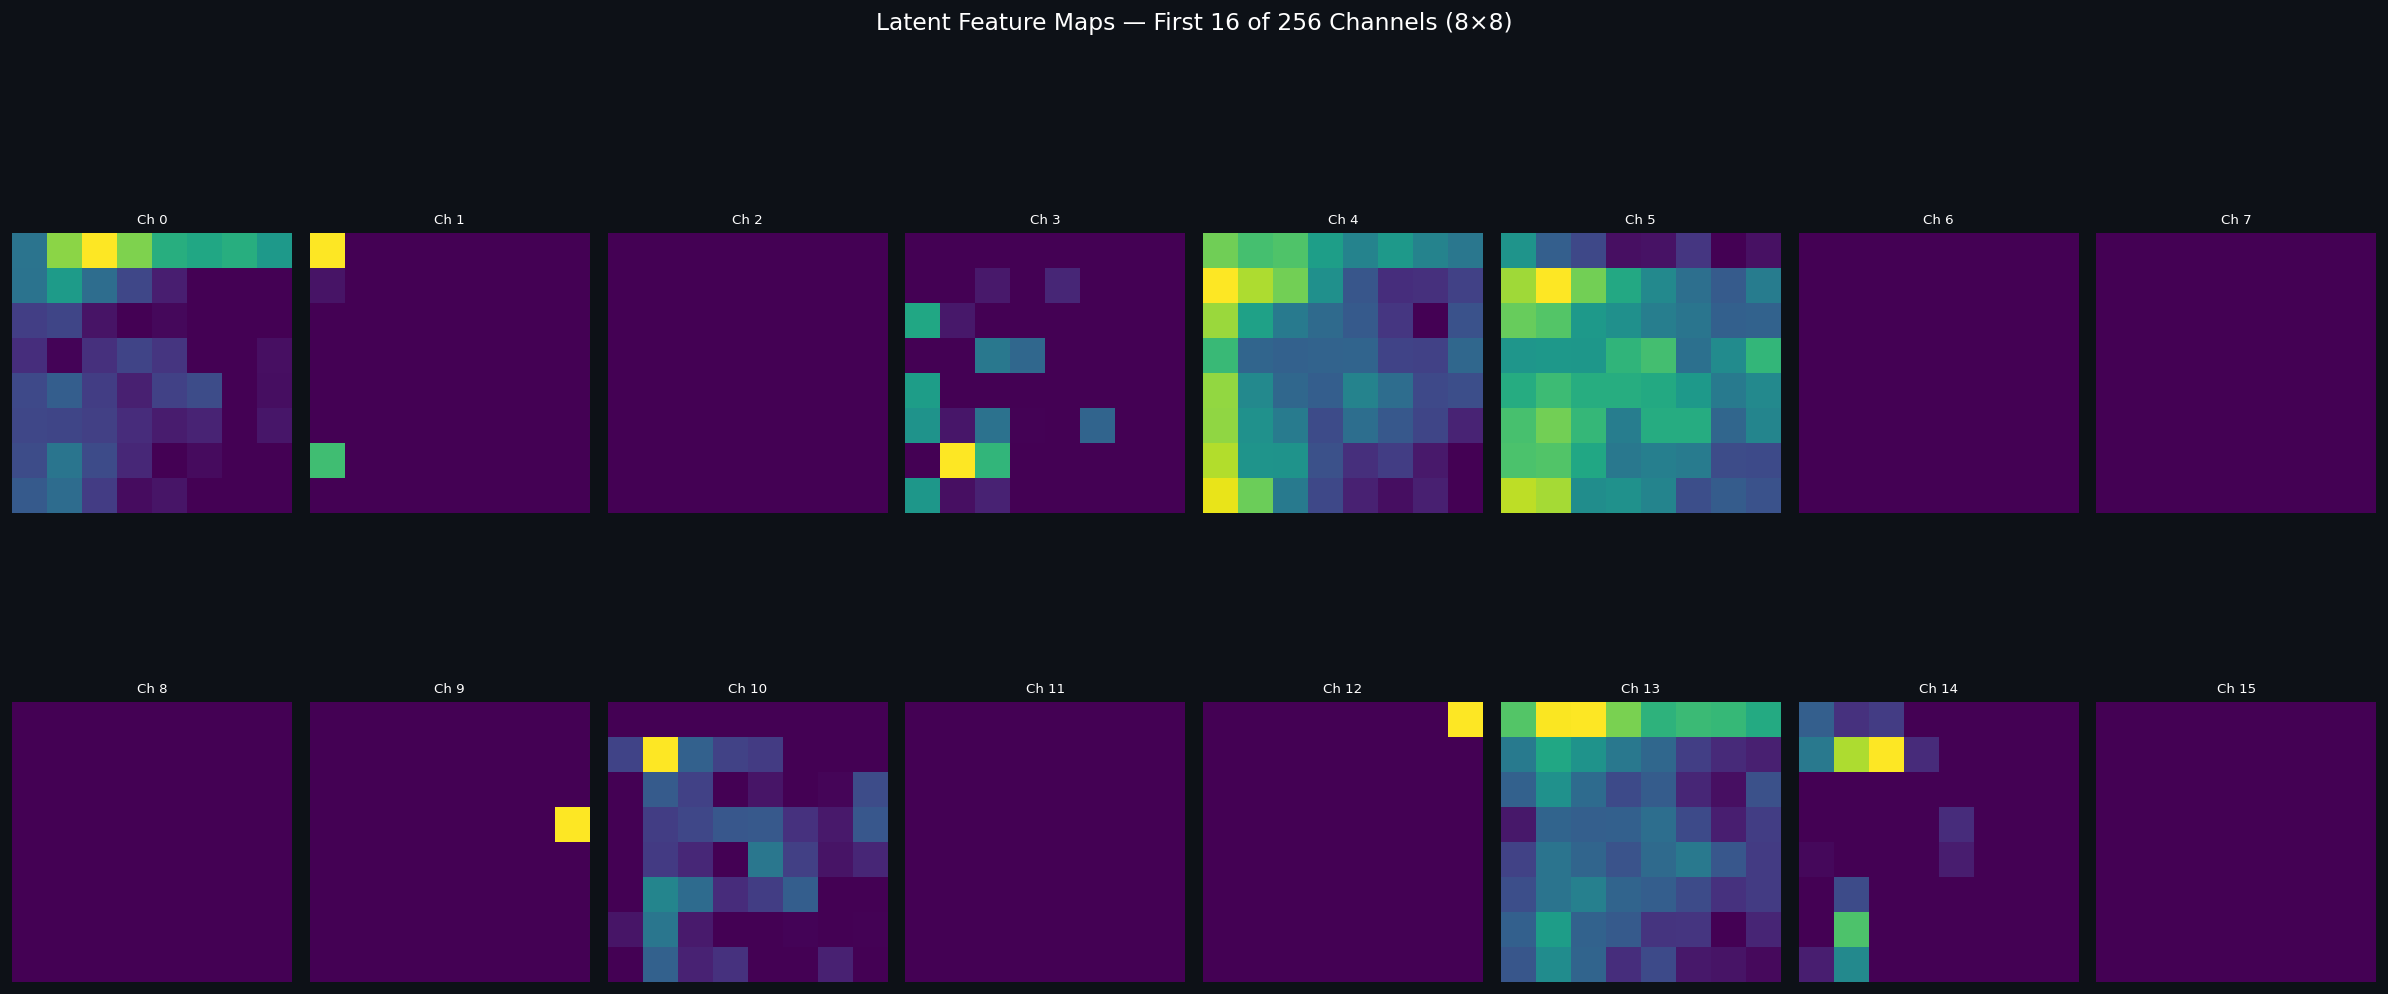 Latent Feature Maps — First 16 of 256 Channels (8×8)
Ch 0 Ch 1 Ch 2 Ch 3 Ch 4 Ch 5 Ch 6 Ch 7
Ch 8 Ch 9 Ch 10 Ch 11 Ch 12 Ch 13 Ch 14 Ch 15